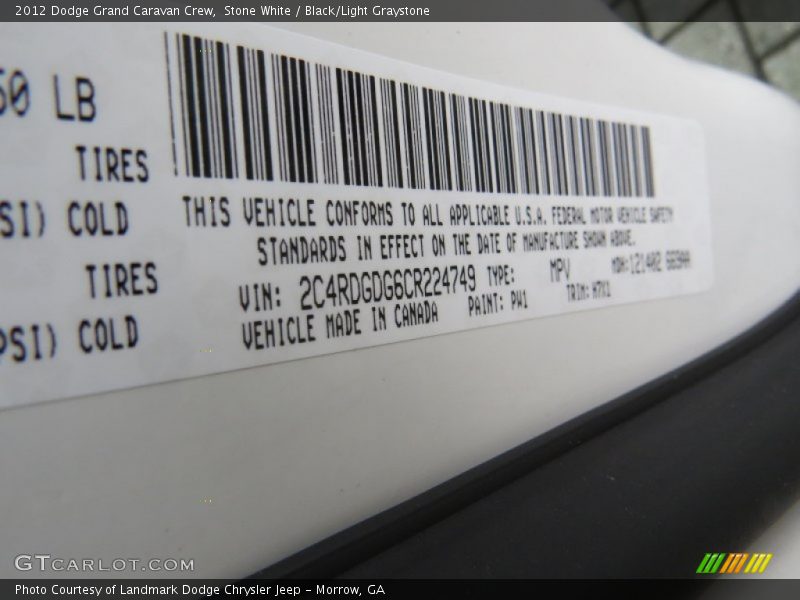 2012 Dodge Grand Caravan Crew, Stone White / Black/Light Graystone
50 LB
TIRES
SI) COLD
TIRES
PSI) COLD
THIS VEHICLE CONFORMS TO ALL APPLICABLE U.S.A. FEDERAL MOTOR VEHICLE SAFETY
STANDARDS IN EFFECT ON THE DATE OF MANUFACTURE SHOWN ABOVE.
VIN: 2C4RDGDG6CR224749 TYPE: MPV MDH:
VEHICLE MADE IN CANADA PAINT: PW1 TRIM:
GTCARLOT.COM
Photo Courtesy of Landmark Dodge Chrysler Jeep – Morrow, GA